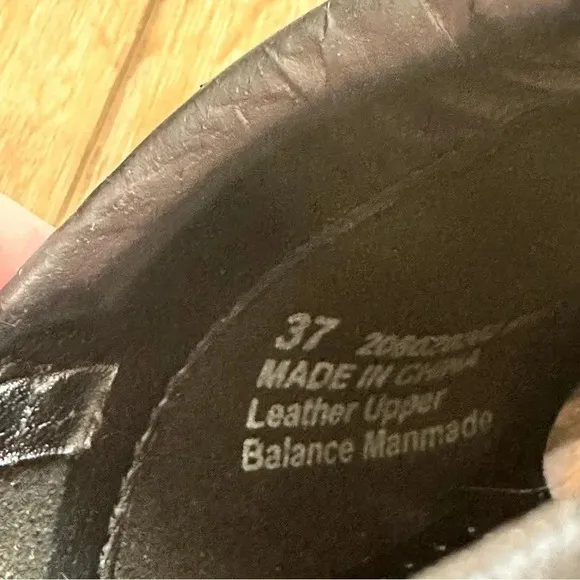 37
MADE IN CHINA
Leather Upper
Balance Manmade